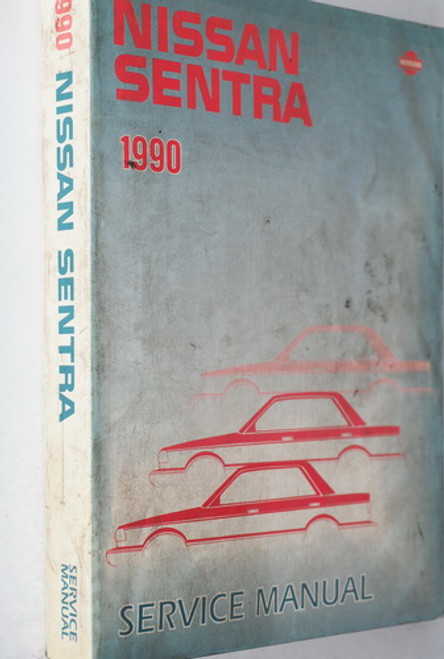 NISSAN
SENTRA
1990
SERVICE MANUAL
1990 NISSAN SENTRA
SERVICE
MANUAL